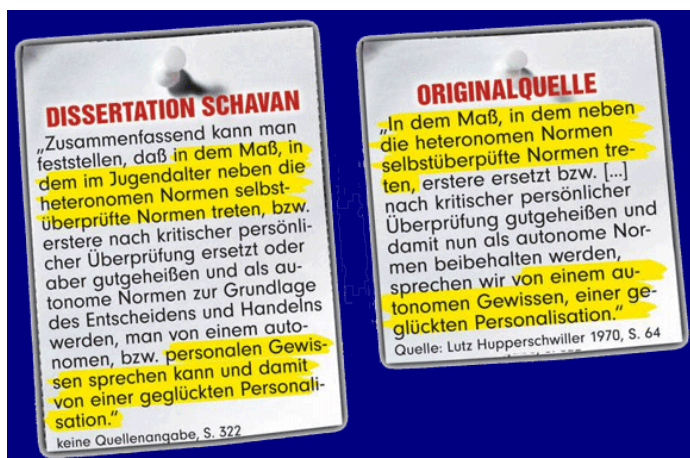 DISSERTATION SCHAVAN
„Zusammenfassend kann man
feststellen, daß in dem Maß, in
dem im Jugendalter neben die
heteronomen Normen selbst-
überprüfte Normen treten, bzw.
erstere nach kritischer persönli-
cher Überprüfung ersetzt oder
aber gutgeheißen und als au-
tonome Normen zur Grundlage
des Entscheidens und Handelns
werden, man von einem auto-
nomen, bzw. personalen Gewis-
sen sprechen kann und damit
von einer geglückten Personali-
sation.“
keine Quellenangabe, S. 322
ORIGINALQUELLE
„In dem Maß, in dem neben
die heteronomen Normen
selbstüberpüfte Normen tre-
ten, erstere ersetzt bzw. [...]
nach kritischer persönlicher
Überprüfung gutgeheißen und
damit nun als autonome Nor-
men beibehalten werden,
sprechen wir von einem au-
tonomen Gewissen, einer ge-
glückten Personalisation.“
Quelle: Lutz Hupperschwiller 1970, S. 64